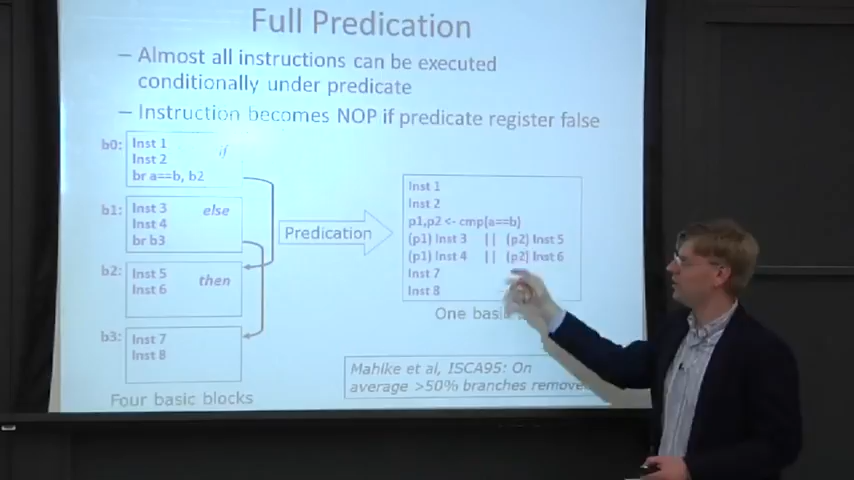 Full Predication
– Almost all instructions can be executed
conditionally under predicate
– Instruction becomes NOP if predicate register false
b0: Inst 1 if
Inst 2
br a==b, b2
b1: Inst 3 else
Inst 4
br b3
b2: Inst 5 then
Inst 6
b3: Inst 7
Inst 8
Four basic blocks
Predication
Inst 1
Inst 2
p1,p2 <- cmp(a==b)
(p1) Inst 3 || (p2) Inst 5
(p1) Inst 4 || (p2) Inst 6
Inst 7
Inst 8
One basic
Mahlke et al, ISCA95: On
average >50% branches removed